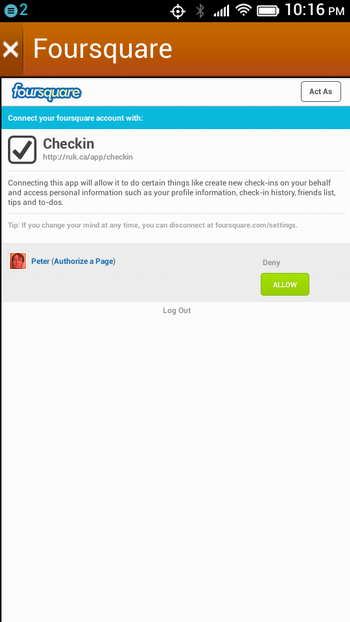 2 10:16 PM
Foursquare
foursquare
Act As
Connect your foursquare account with:
Checkin
http://ruk.ca/app/checkin
Connecting this app will allow it to do certain things like create new check-ins on your behalf
and access personal information such as your profile information, check-in history, friends list,
tips and to-dos.
Tip: If you change your mind at any time, you can disconnect at foursquare.com/settings.
Peter (Authorize a Page)
Deny
ALLOW
Log Out